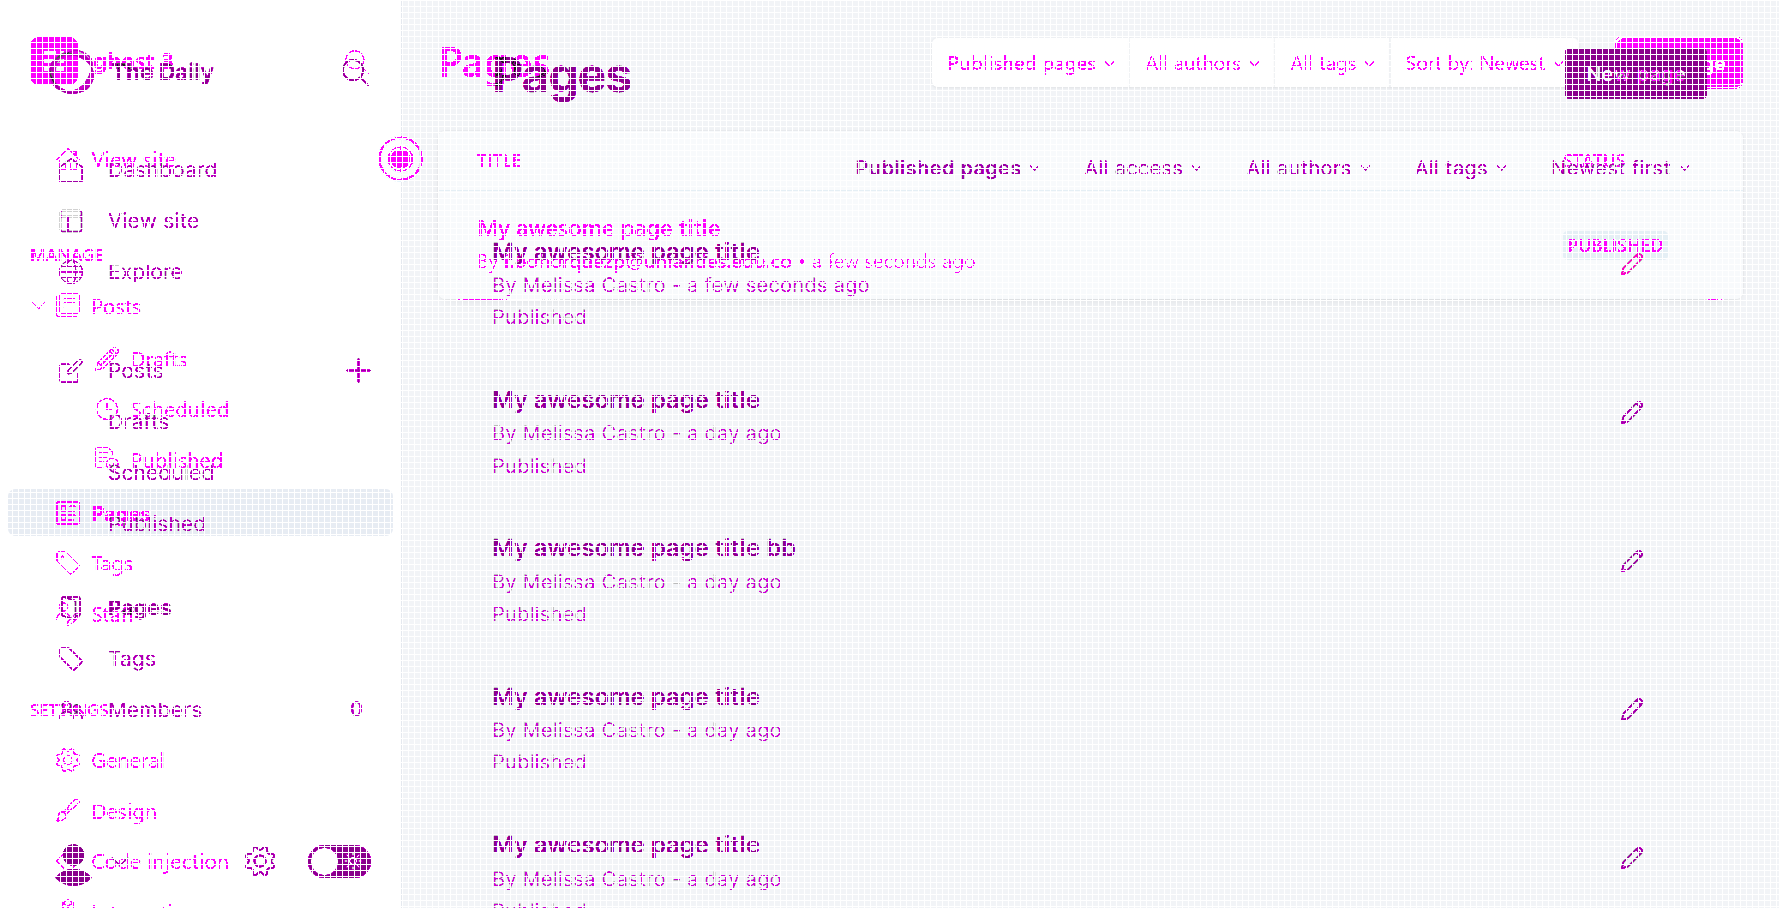 The Daily
Pages
Pages
Published pages
All authors
All tags
Sort by: Newest
New page
View site
Dashboard
TITLE
Published pages
All access
All authors
All tags
Newest first
STATUS
View site
MANAGE
Explore
My awesome page title
My awesome page title
PUBLISHED
• a few seconds ago
By Melissa Castro - a few seconds ago
Published
Posts
Drafts
Posts
Scheduled
Drafts
Published
Scheduled
My awesome page title
By Melissa Castro - a day ago
Published
Pages
Published
Tags
Staff
Pages
Tags
My awesome page title bb
By Melissa Castro - a day ago
Published
SETTINGS
Members
0
General
Design
Code injection
My awesome page title
By Melissa Castro - a day ago
Published
My awesome page title
By Melissa Castro - a day ago